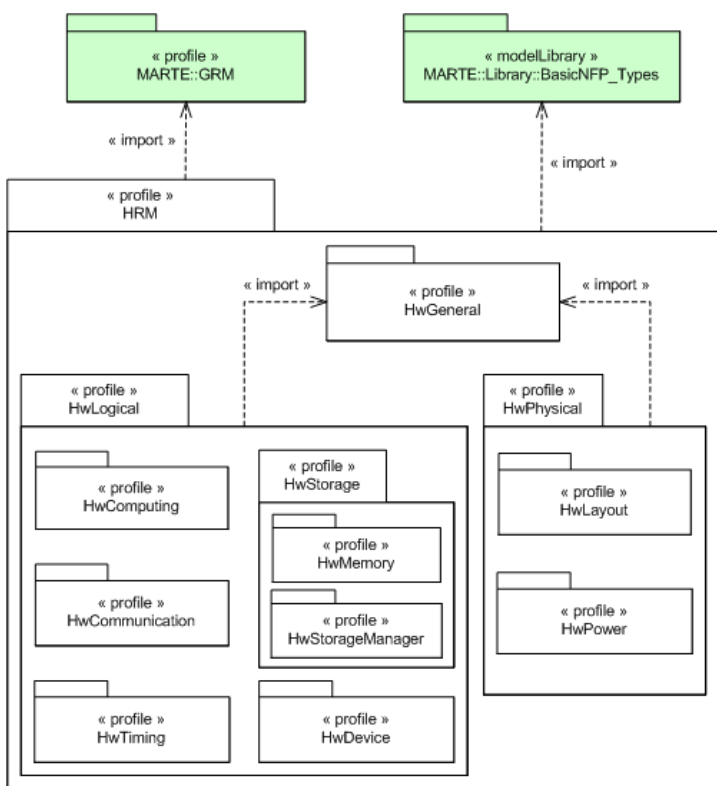 « profile »
MARTE::GRM
« modelLibrary »
MARTE::Library::BasicNFP_Types
« import »
« import »
« profile »
HRM
« import »
« profile »
HwGeneral
« import »
« profile »
HwLogical
« profile »
HwPhysical
« profile »
HwComputing
« profile »
HwStorage
« profile »
HwMemory
« profile »
HwLayout
« profile »
HwCommunication
« profile »
HwStorageManager
« profile »
HwPower
« profile »
HwTiming
« profile »
HwDevice